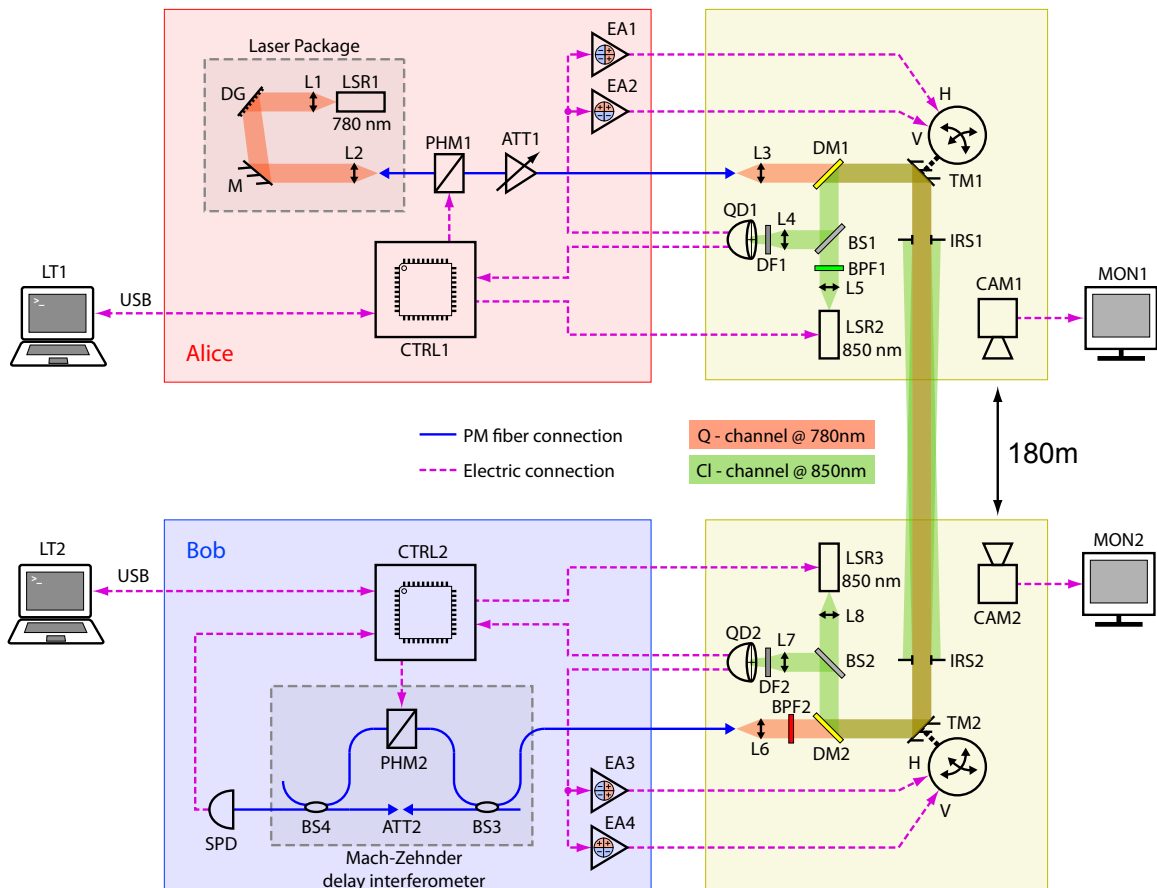 Laser Package
DG
L1
LSR1
780 nm
L2
M
PHM1
ATT1
EA1
EA2
H
V
TM1
L3
DM1
QD1
L4
DF1
BS1
BPF1
L5
LSR2
850 nm
IRS1
CAM1
MON1
LT1
>_
USB
CTRL1
Alice
PM fiber connection
Electric connection
Q - channel @ 780nm
Cl - channel @ 850nm
180m
LT2
>_
USB
Bob
CTRL2
LSR3
850 nm
L8
QD2
L7
DF2
BS2
BPF2
L6
DM2
IRS2
TM2
H
V
CAM2
MON2
PHM2
EA3
EA4
SPD
BS4
ATT2
BS3
Mach-Zehnder
delay interferometer